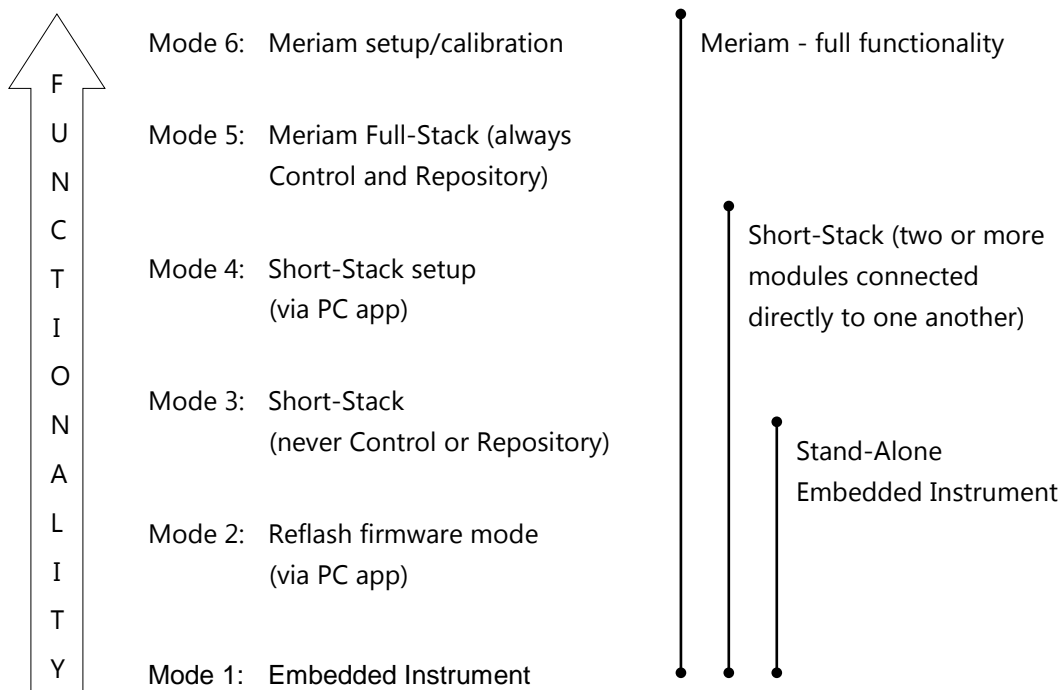 FUNCTIONALITY
Mode 6: Meriam setup/calibration
Mode 5: Meriam Full-Stack (always
Control and Repository)
Mode 4: Short-Stack setup
(via PC app)
Mode 3: Short-Stack
(never Control or Repository)
Mode 2: Reflash firmware mode
(via PC app)
Mode 1: Embedded Instrument
Meriam - full functionality
Short-Stack (two or more
modules connected
directly to one another)
Stand-Alone
Embedded Instrument